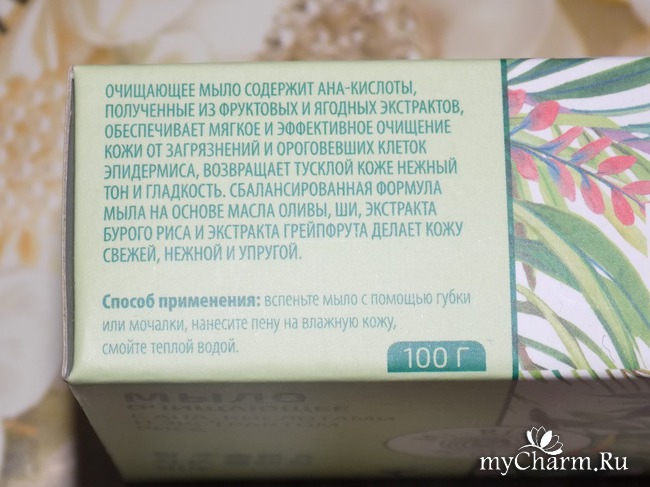 ОЧИЩАЮЩЕЕ МЫЛО СОДЕРЖИТ АНА-КИСЛОТЫ,
ПОЛУЧЕННЫЕ ИЗ ФРУКТОВЫХ И ЯГОДНЫХ ЭКСТРАКТОВ,
ОБЕСПЕЧИВАЕТ МЯГКОЕ И ЭФФЕКТИВНОЕ ОЧИЩЕНИЕ
КОЖИ ОТ ЗАГРЯЗНЕНИЙ И ОРОГОВЕВШИХ КЛЕТОК
ЭПИДЕРМИСА, ВОЗВРАЩАЕТ ТУСКЛОЙ КОЖЕ НЕЖНЫЙ
ТОН И ГЛАДКОСТЬ. СБАЛАНСИРОВАННАЯ ФОРМУЛА
МЫЛА НА ОСНОВЕ МАСЛА ОЛИВЫ, ШИ, ЭКСТРАКТА
БУРОГО РИСА И ЭКСТРАКТА ГРЕЙПФРУТА ДЕЛАЕТ КОЖУ
СВЕЖЕЙ, НЕЖНОЙ И УПРУГОЙ.
Способ применения: вспеньте мыло с помощью губки
или мочалки, нанесите пену на влажную кожу,
смойте теплой водой.
100 Г
МЫЛО
ОЧИЩАЮЩЕЕ
myCharm.Ru